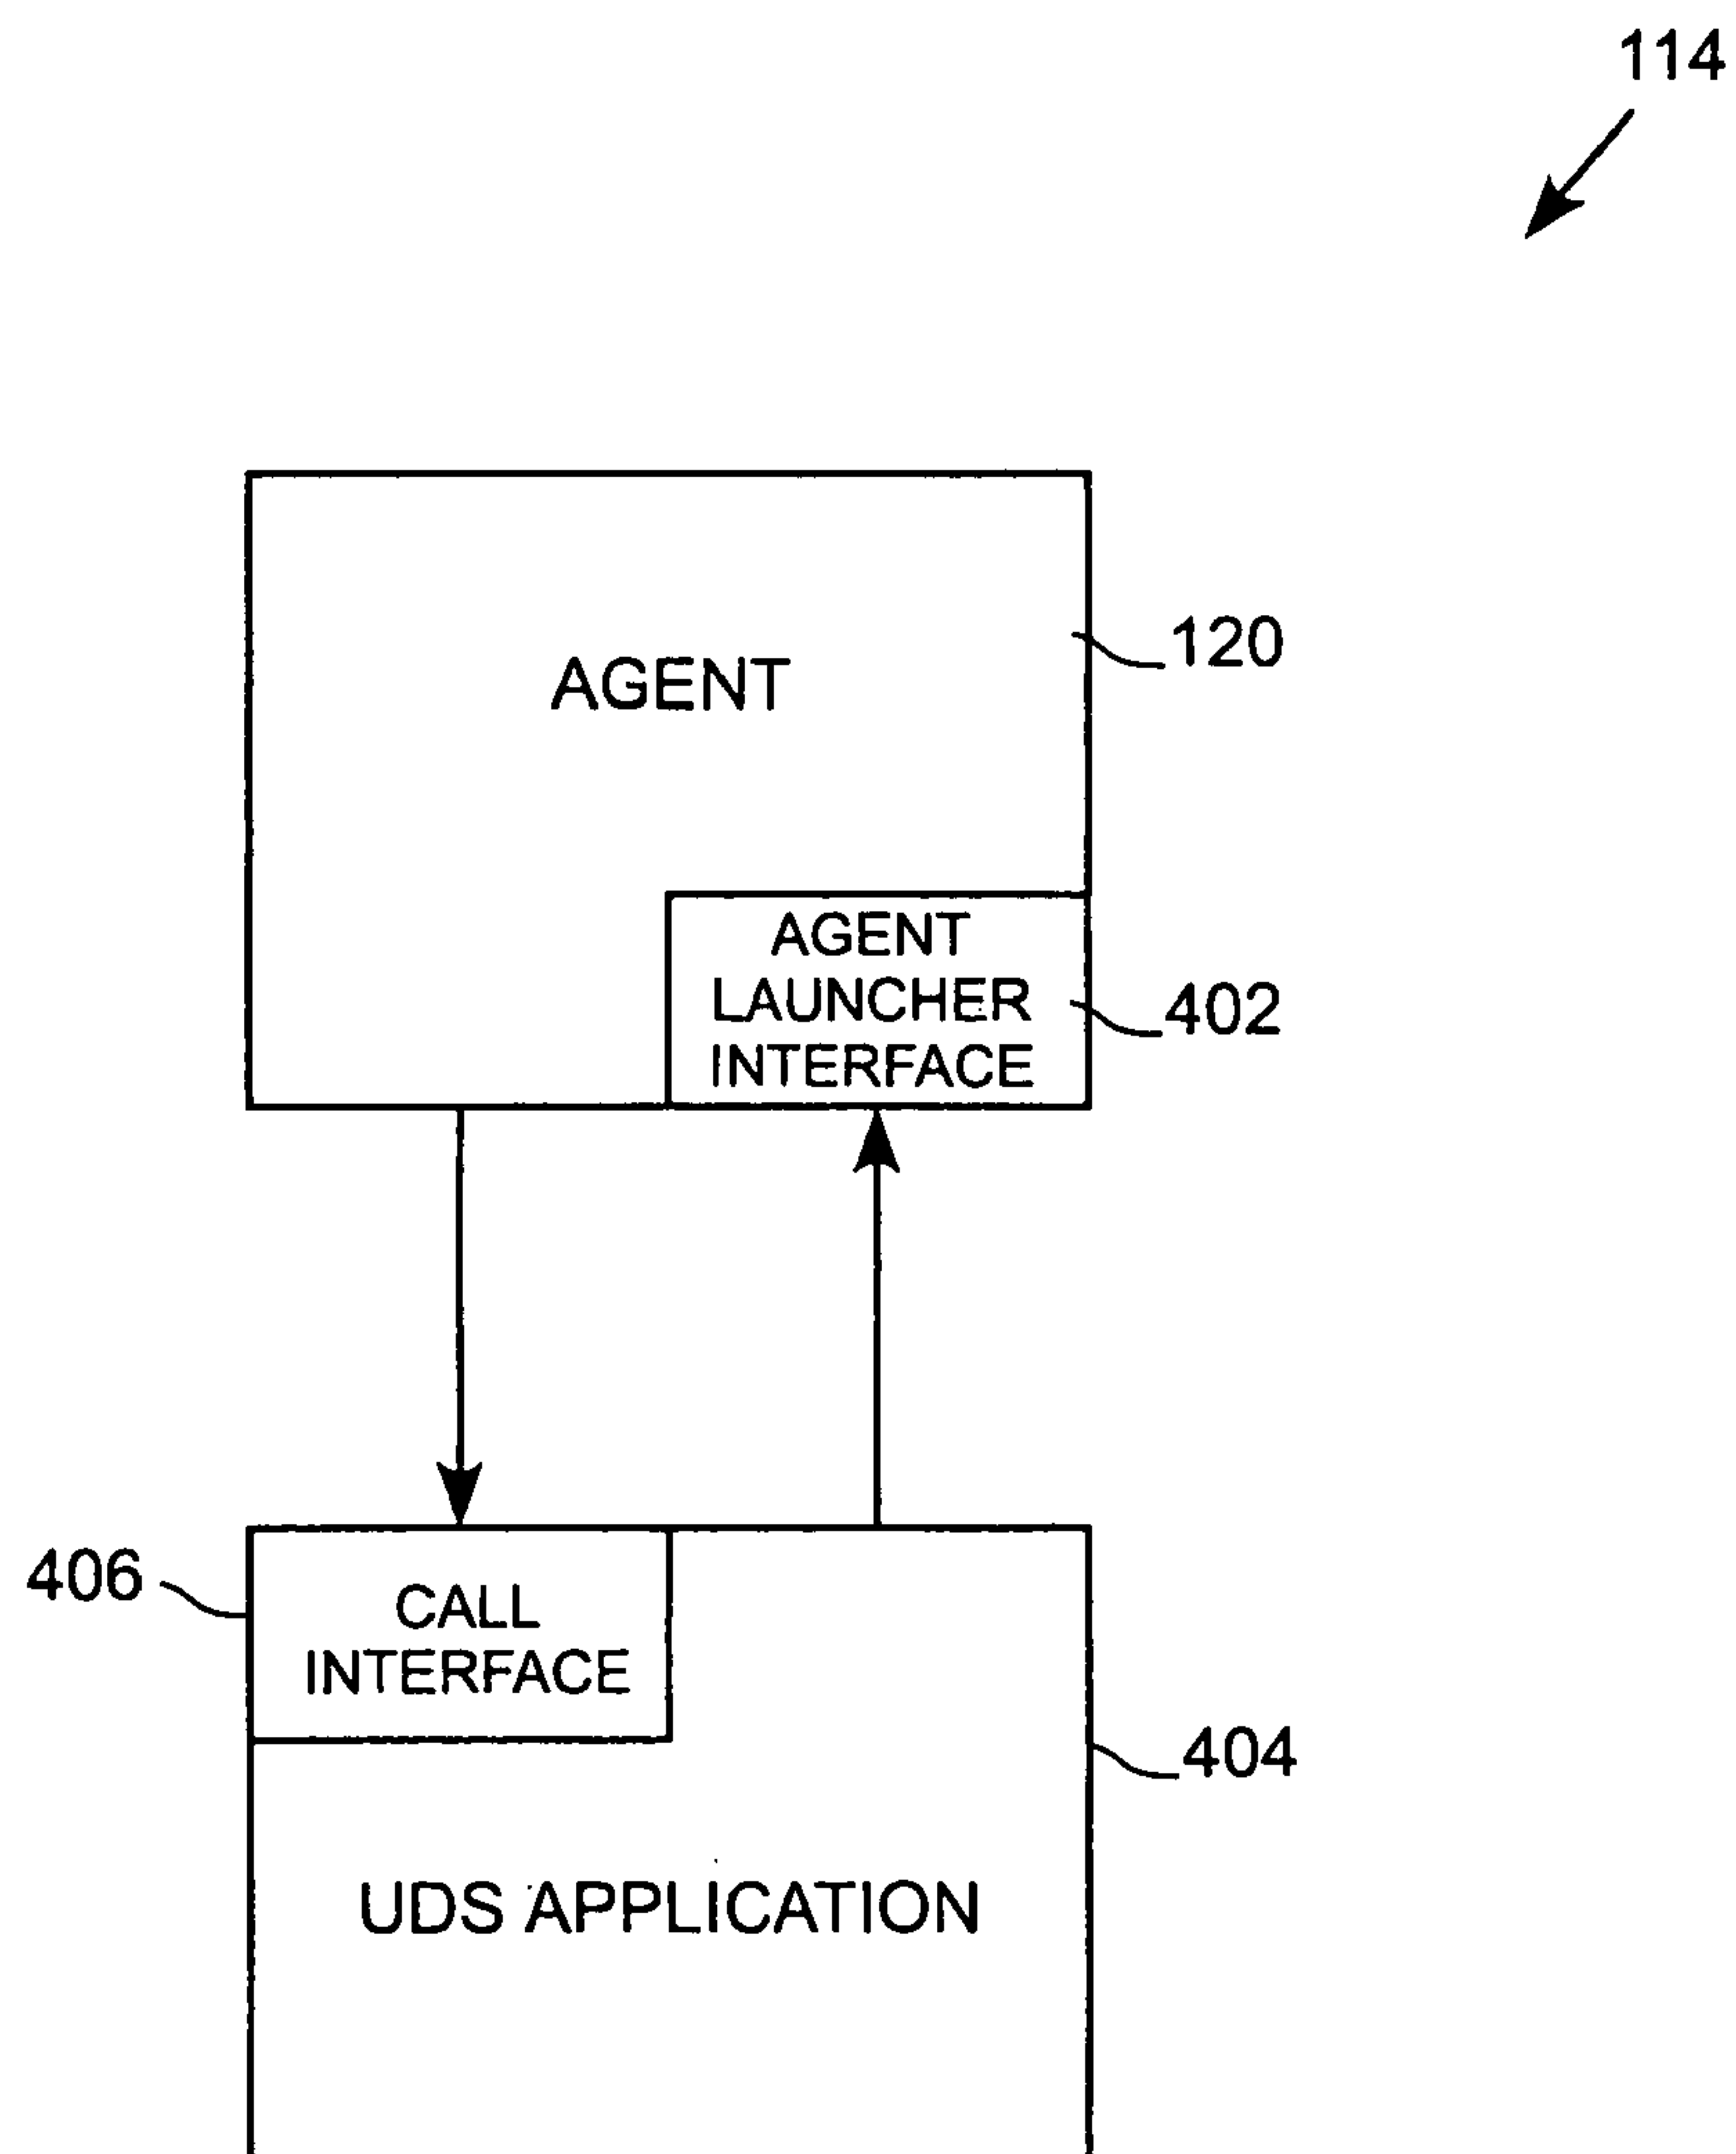 114
AGENT
120
AGENT
LAUNCHER
INTERFACE
402
406
CALL
INTERFACE
404
UDS APPLICATION